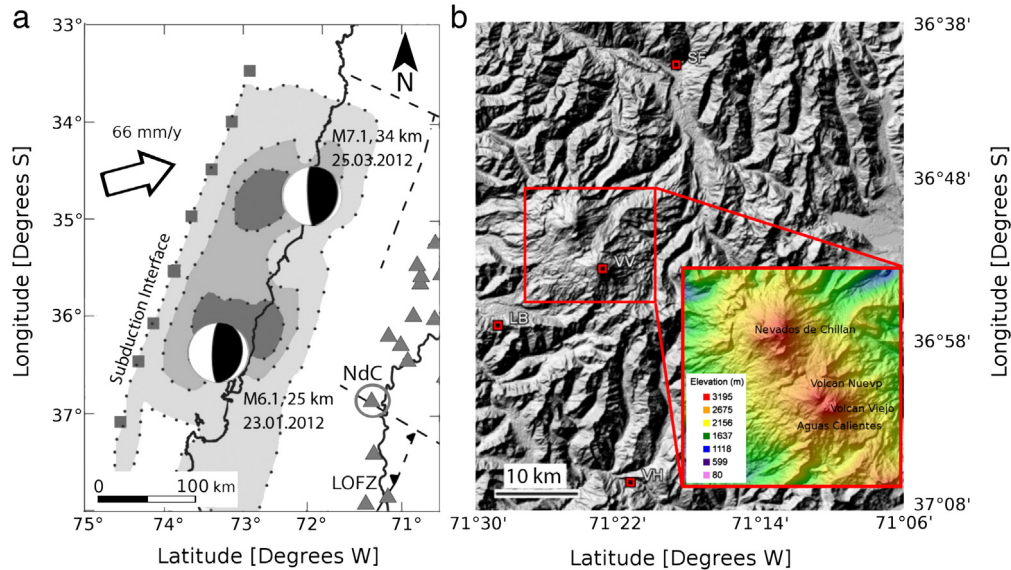 a
33°
34°
35°
36°
37°
75°
74°
73°
72°
71°
Longitude [Degrees S]
Latitude [Degrees W]
66 mm/y
N
M7.1, 34 km
25.03.2012
Subduction Interface
M6.1, 25 km
23.01.2012
NdC
LOFZ
0
100 km
b
SF
VV
LB
VH
10 km
Nevados de Chillan
Volcan Nuevp
Volcan Viejo
Aguas Calientes
Elevation (m)
3195
2675
2156
1637
1118
599
80
36°38'
36°48'
36°58'
37°08'
71°30'
71°22'
71°14'
71°06'
Longitude [Degrees S]
Latitude [Degrees W]